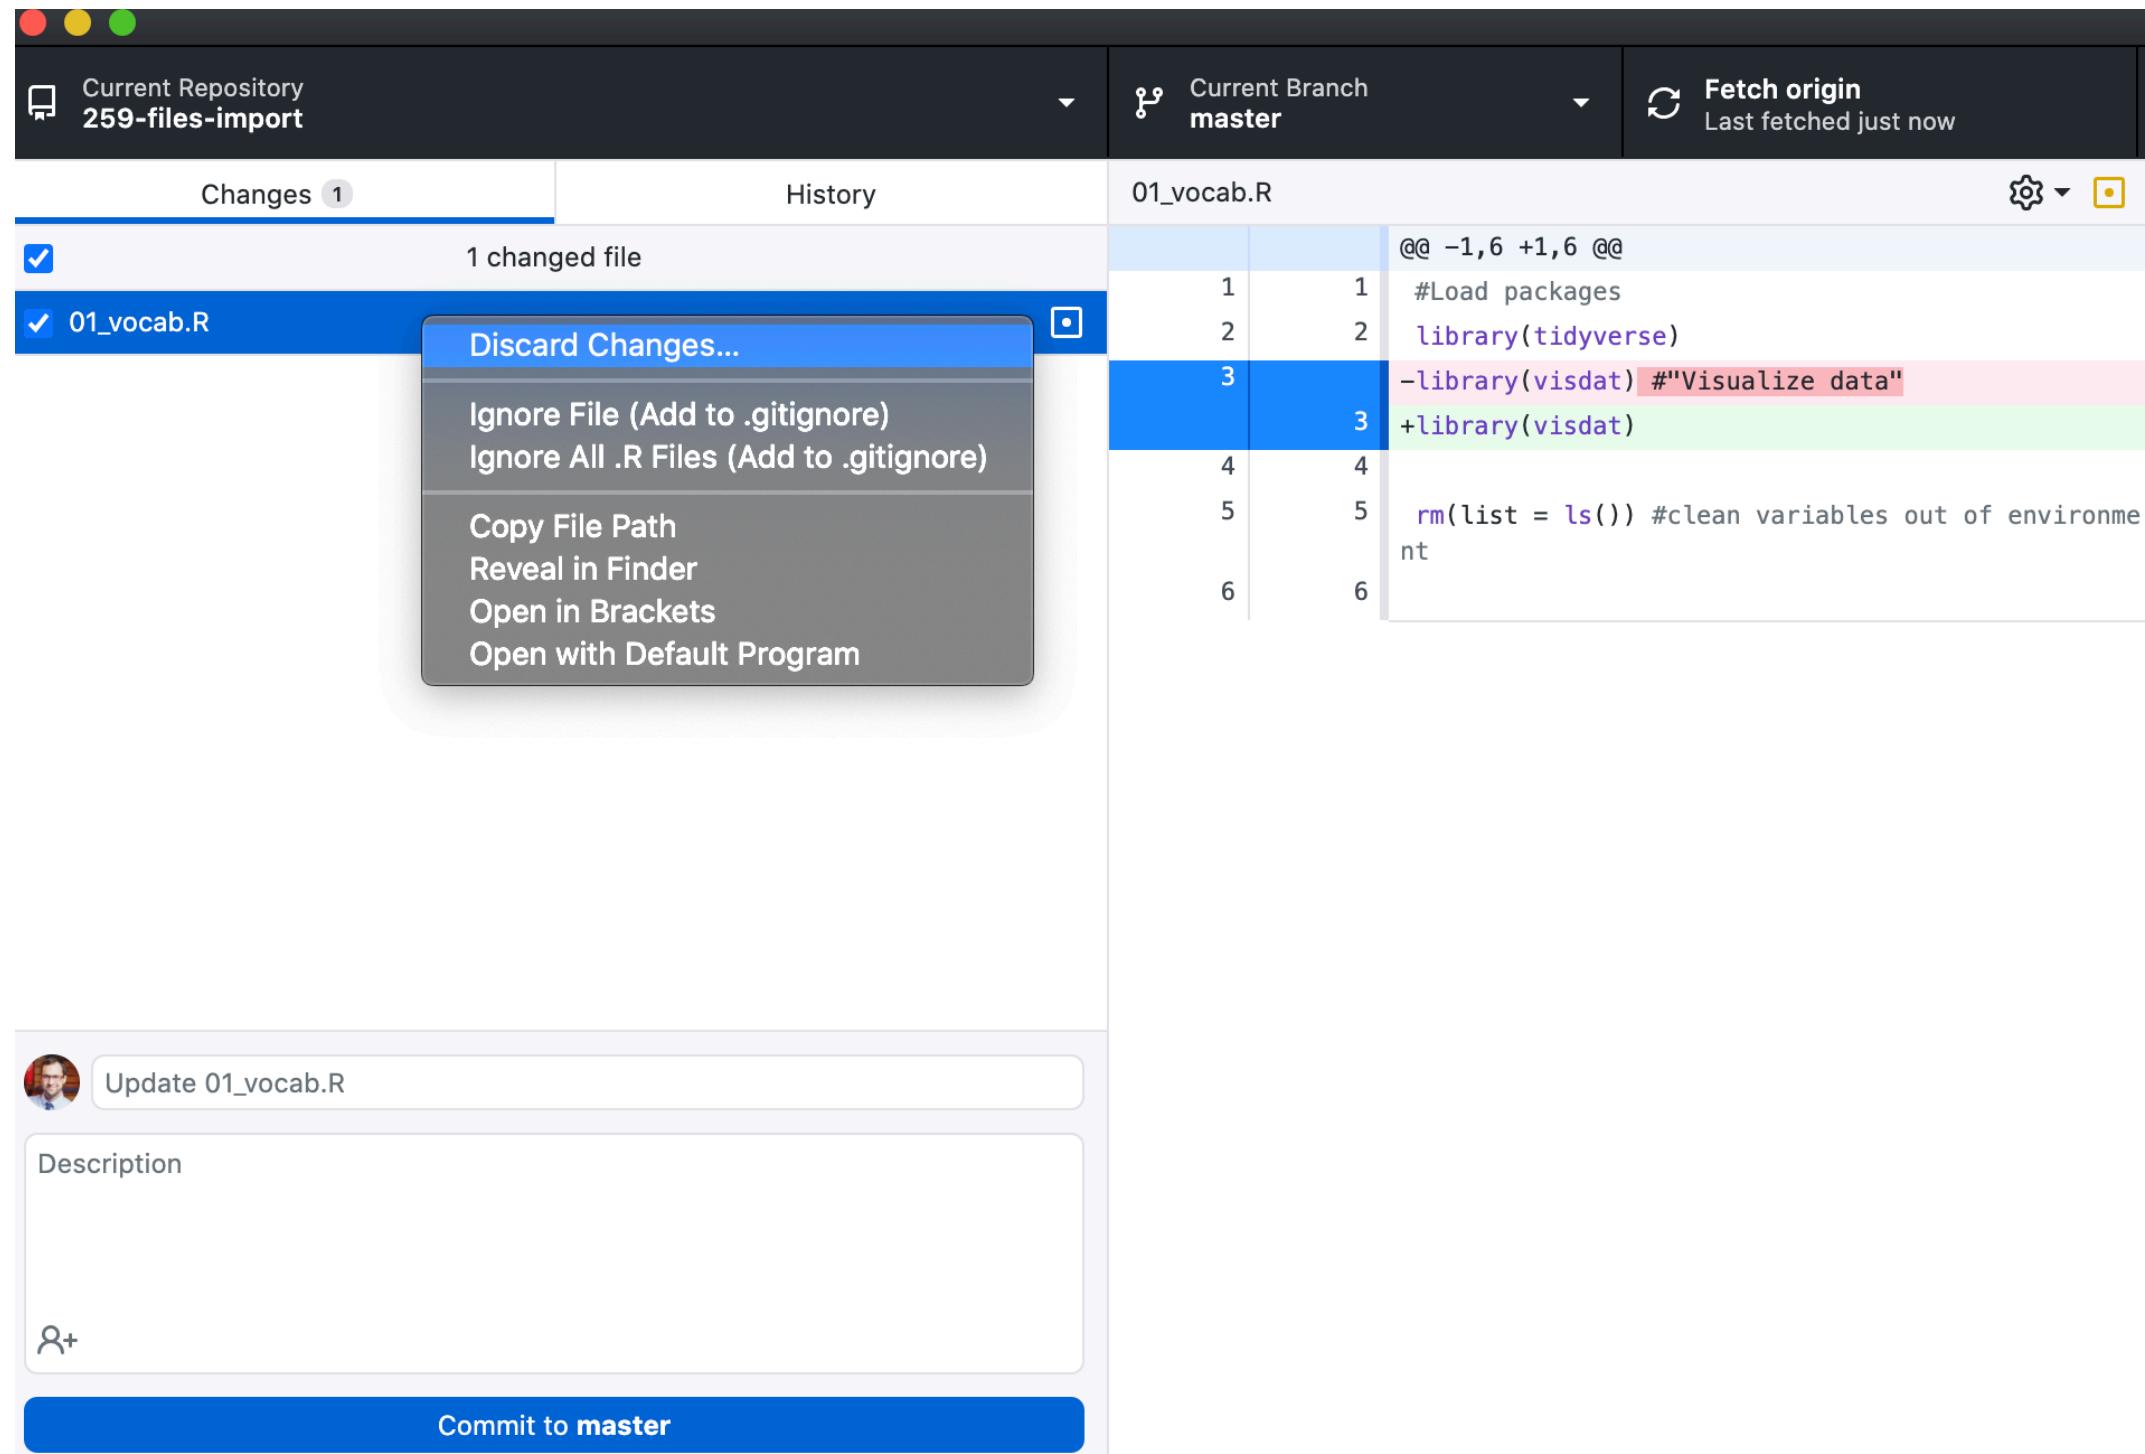 Current Repository
259-files-import
Current Branch
master
Fetch origin
Last fetched just now
Changes 1
History
01_vocab.R
1 changed file
01_vocab.R
Discard Changes...
Ignore File (Add to .gitignore)
Ignore All .R Files (Add to .gitignore)
Copy File Path
Reveal in Finder
Open in Brackets
Open with Default Program
@@ -1,6 +1,6 @@
1 1 #Load packages
2 2 library(tidyverse)
3 -library(visdat) #"Visualize data"
3 +library(visdat)
4 4
5 5 rm(list = ls()) #clean variables out of environme
nt
6 6
Update 01_vocab.R
Description
Commit to master